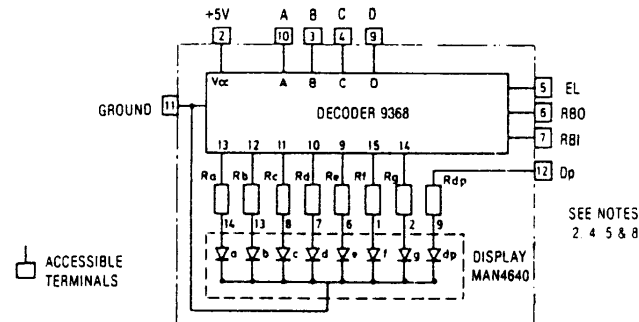 +5V A B C D
2 10 3 4 9
Vcc A B C D
DECODER 9368
GROUND 11
5 EL
6 RBO
7 RBI
13 12 11 10 9 15 14
12 Dp
Ra Rb Rc Rd Re Rf Rg Rdp
14 13 8 7 6 1 2 9
a b c d e f g dp
DISPLAY
MAN4640
SEE NOTES
2 4 5 & 8
ACCESSIBLE
TERMINALS